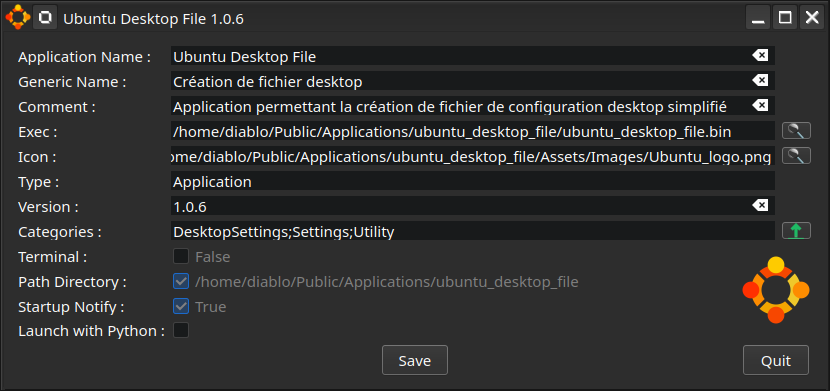 Ubuntu Desktop File 1.0.6
Application Name : Ubuntu Desktop File
Generic Name : Création de fichier desktop
Comment : Application permettant la création de fichier de configuration desktop simplifié
Exec : /home/diablo/Public/Applications/ubuntu_desktop_file/ubuntu_desktop_file.bin
Icon : ome/diablo/Public/Applications/ubuntu_desktop_file/Assets/Images/Ubuntu_logo.png
Type : Application
Version : 1.0.6
Categories : DesktopSettings;Settings;Utility
Terminal : False
Path Directory : /home/diablo/Public/Applications/ubuntu_desktop_file
Startup Notify : True
Launch with Python :
Save Quit